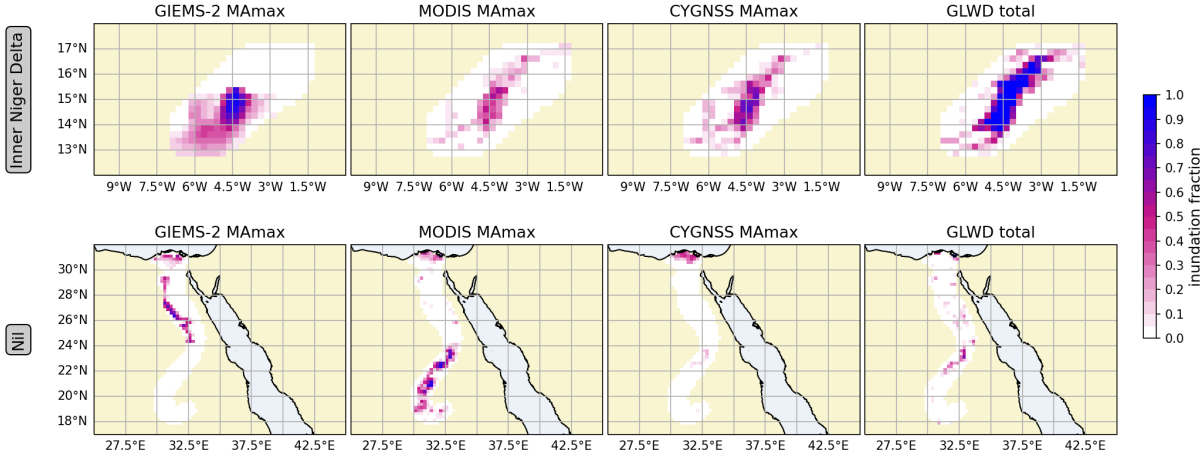 GIEMS-2 MAmax MODIS MAmax CYGNSS MAmax GLWD total
Inner Niger Delta
17°N
16°N
15°N
14°N
13°N
9°W 7.5°W 6°W 4.5°W 3°W 9°W 7.5°W 6°W 4.5°W 3°W 1.5°W 9°W 7.5°W 6°W 4.5°W 3°W 1.5°W 9°W 7.5°W 6°W 4.5°W 3°W 1.5°W
GIEMS-2 MAmax MODIS MAmax CYGNSS MAmax GLWD total
Nil
30°N
28°N
26°N
24°N
22°N
20°N
18°N
27.5°E 32.5°E 37.5°E 42.5°E 27.5°E 32.5°E 37.5°E 42.5°E 27.5°E 32.5°E 37.5°E 42.5°E 27.5°E 32.5°E 37.5°E 42.5°E
1.0
0.9
0.8
0.7
0.6
0.5
0.4
0.3
0.2
0.1
0.0
inundation fraction